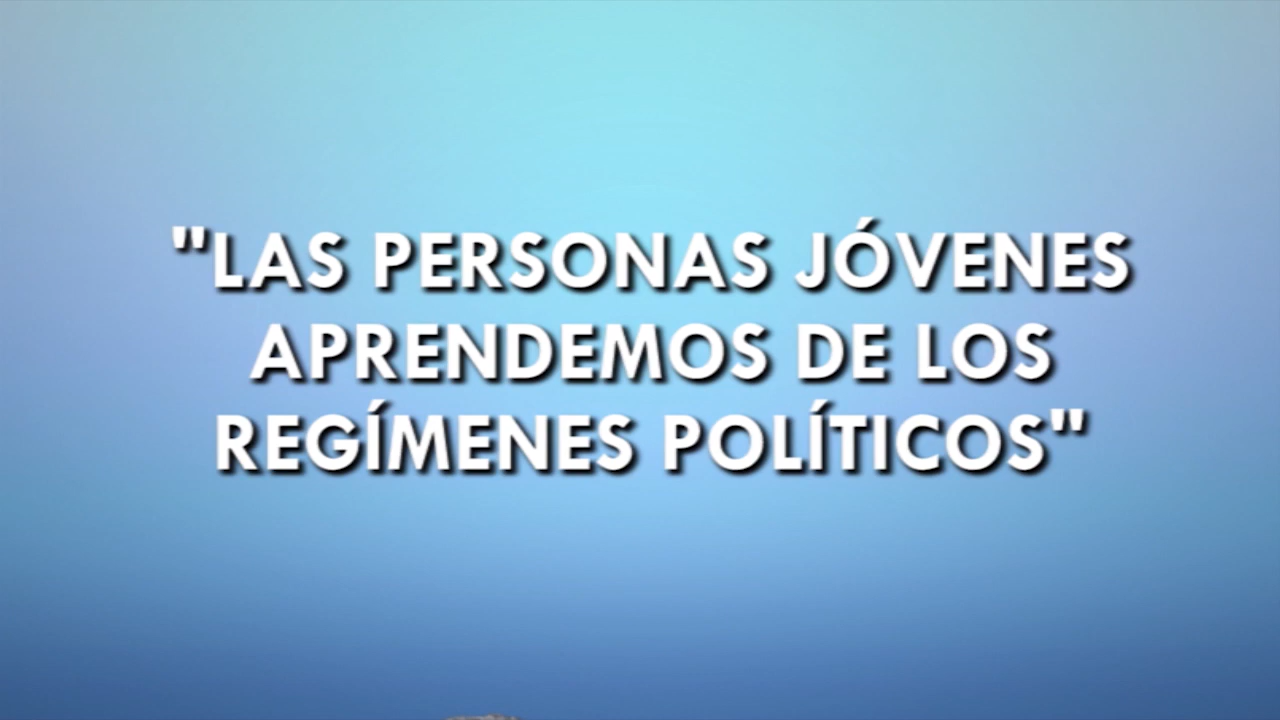 "LAS PERSONAS JÓVENES
APRENDEMOS DE LOS
REGÍMENES POLÍTICOS"